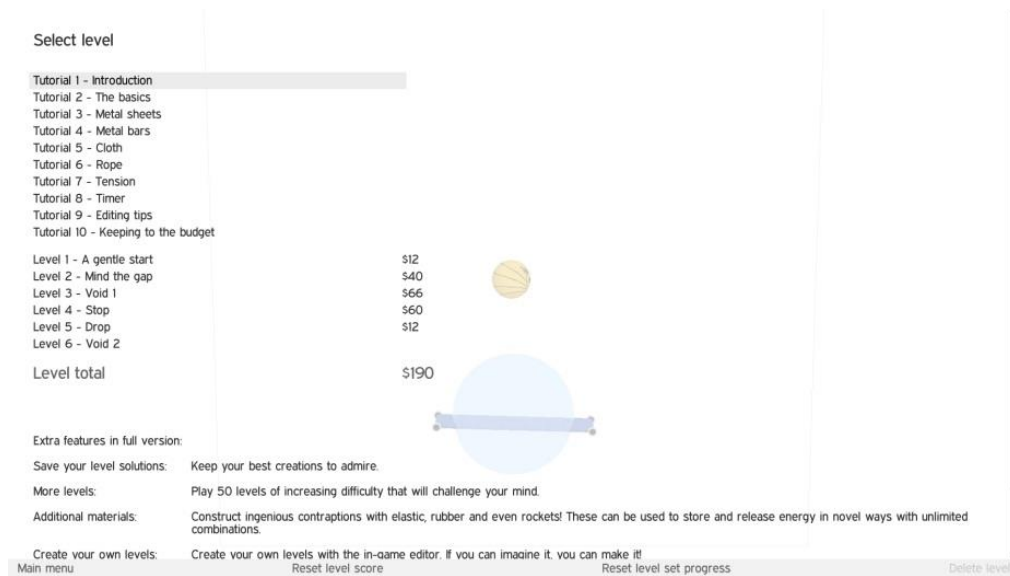 Select level
Tutorial 1 - Introduction
Tutorial 2 - The basics
Tutorial 3 - Metal sheets
Tutorial 4 - Metal bars
Tutorial 5 - Cloth
Tutorial 6 - Rope
Tutorial 7 - Tension
Tutorial 8 - Timer
Tutorial 9 - Editing tips
Tutorial 10 - Keeping to the budget
Level 1 - A gentle start $12
Level 2 - Mind the gap $40
Level 3 - Void 1 $66
Level 4 - Stop $60
Level 5 - Drop $12
Level 6 - Void 2
Level total $190
Extra features in full version:
Save your level solutions: Keep your best creations to admire.
More levels: Play 50 levels of increasing difficulty that will challenge your mind.
Additional materials: Construct ingenious contraptions with elastic, rubber and even rockets! These can be used to store and release energy in novel ways with unlimited
combinations.
Create your own levels: Create your own levels with the in-game editor. If you can imagine it, you can make it!
Main menu Reset level score Reset level set progress Delete level